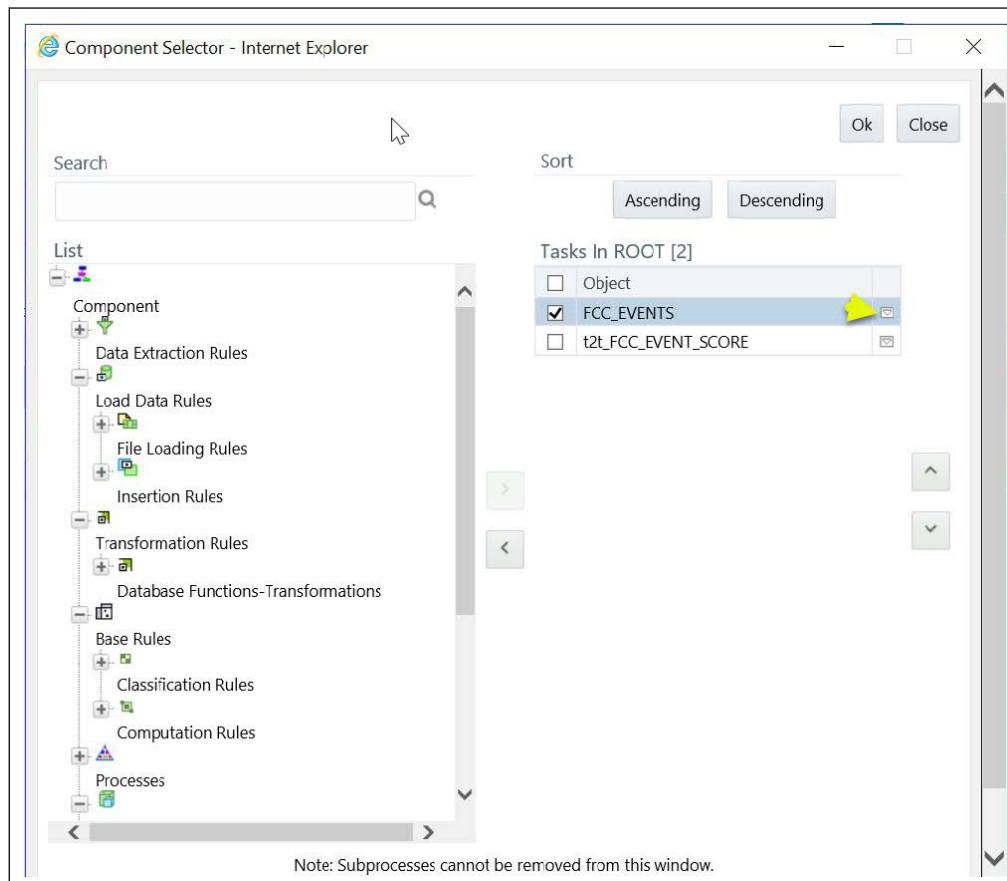 Component Selector - Internet Explorer
Ok Close
Search
Sort
Ascending Descending
List
Tasks In ROOT [2]
Object
Component
FCC_EVENTS
t2t_FCC_EVENT_SCORE
Data Extraction Rules
Load Data Rules
File Loading Rules
Insertion Rules
Transformation Rules
Database Functions-Transformations
Base Rules
Classification Rules
Computation Rules
Processes
Note: Subprocesses cannot be removed from this window.